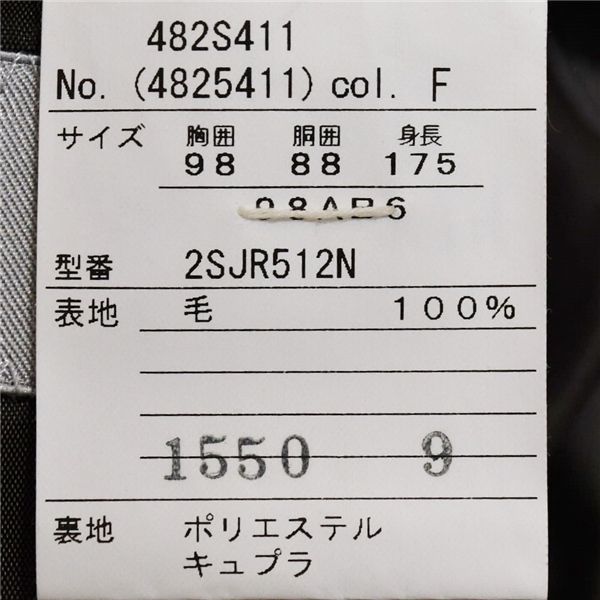 482S411
No. (4825411) col. F
サイズ 胸囲 胴囲 身長
98 88 175
98AB6
型番 2SJR512N
表地 毛 100%
1550 9
裏地 ポリエステル
キュプラ